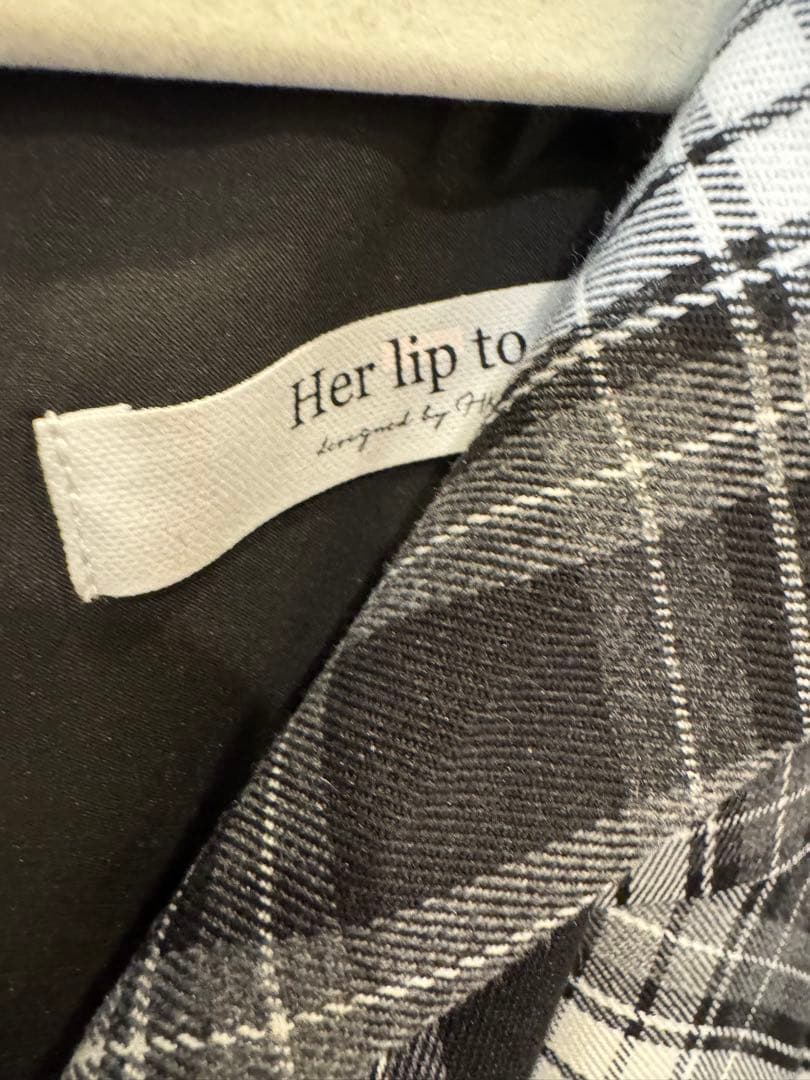 Her lip to
designed by H